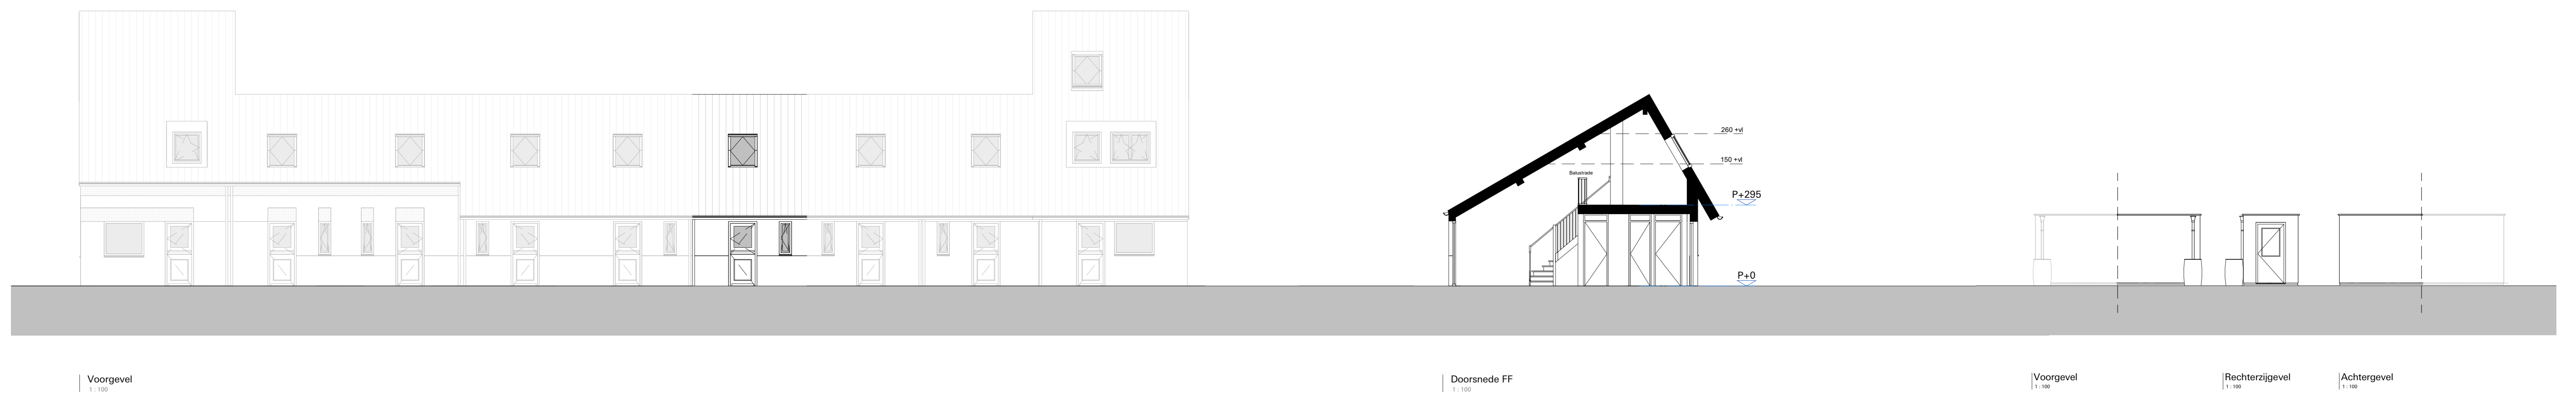 260 +vl
150 +vl
Balustrade
P+295
P+0
Voorgevel
1 : 100
Doorsnede FF
1 : 100
Voorgevel
1 : 100
Rechterzijgevel
1 : 100
Achtergevel
1 : 100